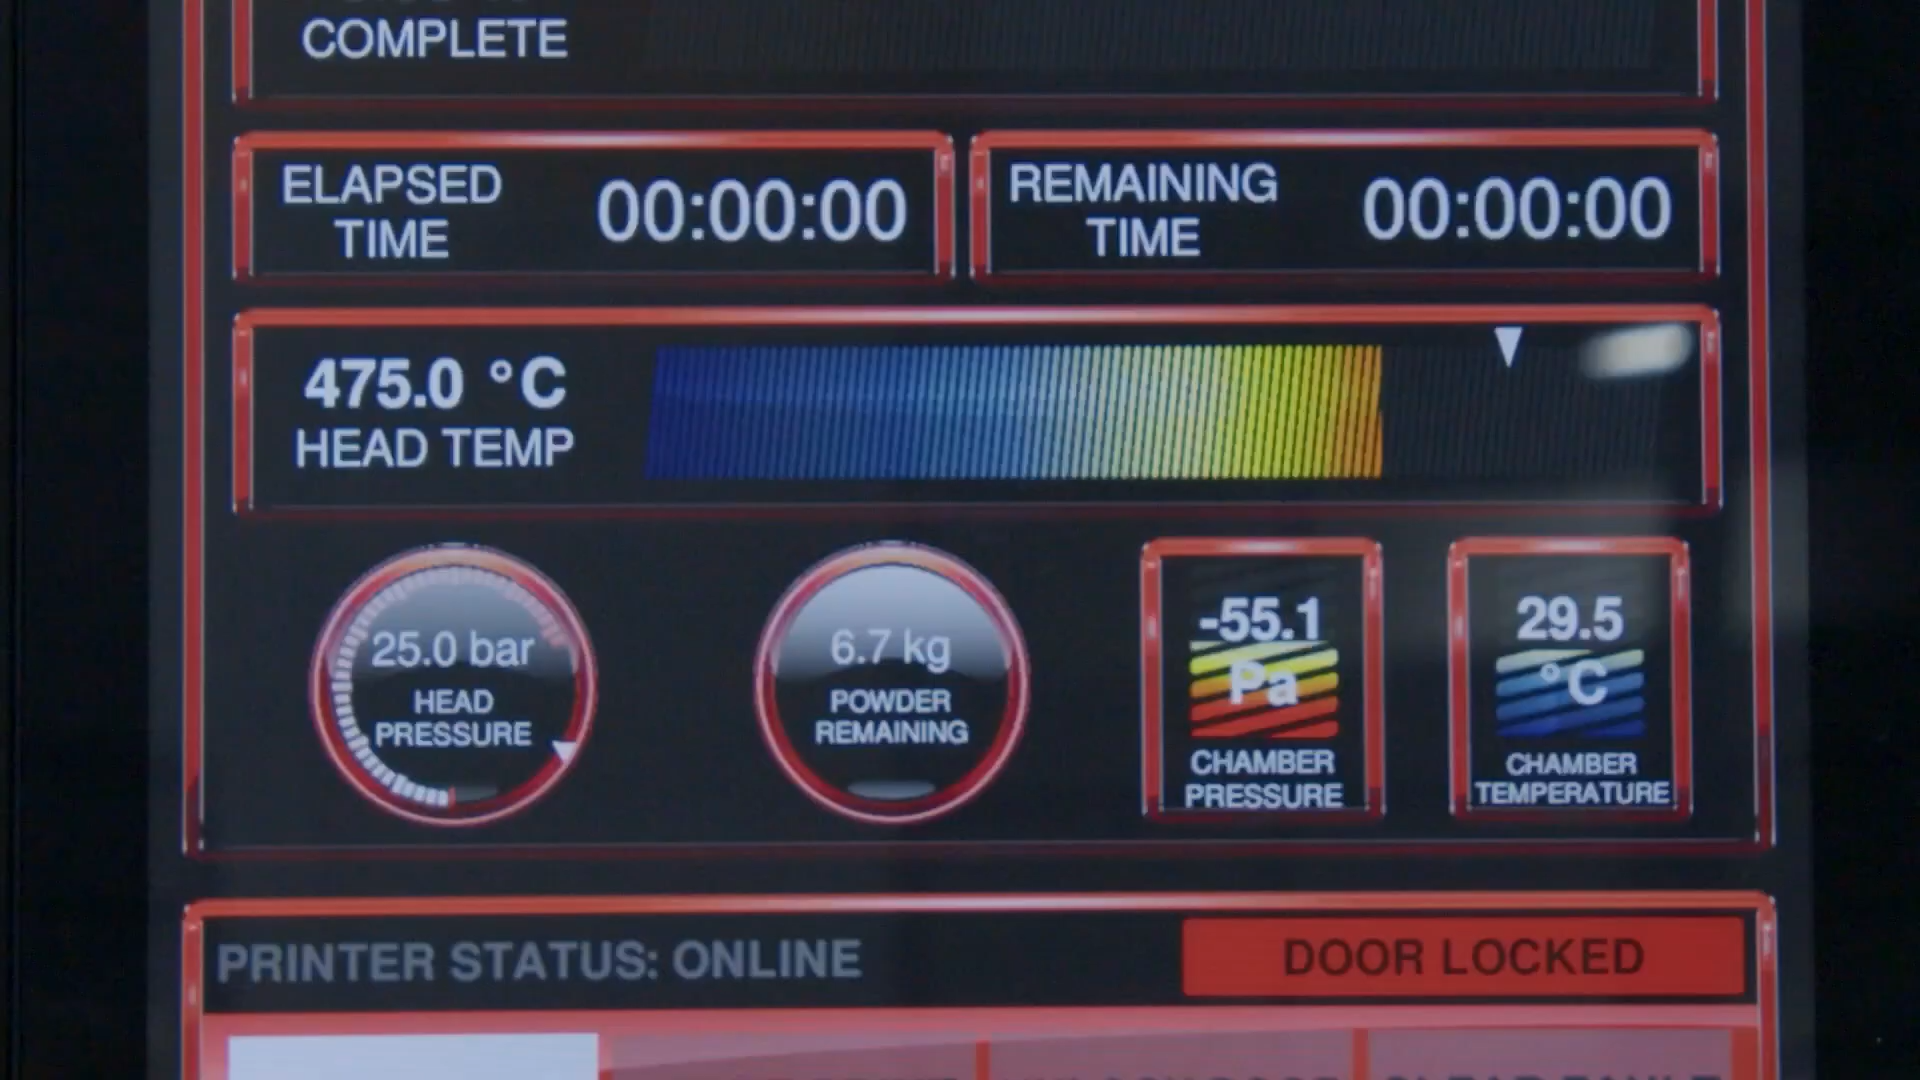 COMPLETE
ELAPSED
TIME
00:00:00
REMAINING
TIME
00:00:00
475.0 °C
HEAD TEMP
25.0 bar
HEAD
PRESSURE
6.7 kg
POWDER
REMAINING
-55.1
Pa
CHAMBER
PRESSURE
29.5
°C
CHAMBER
TEMPERATURE
PRINTER STATUS: ONLINE
DOOR LOCKED